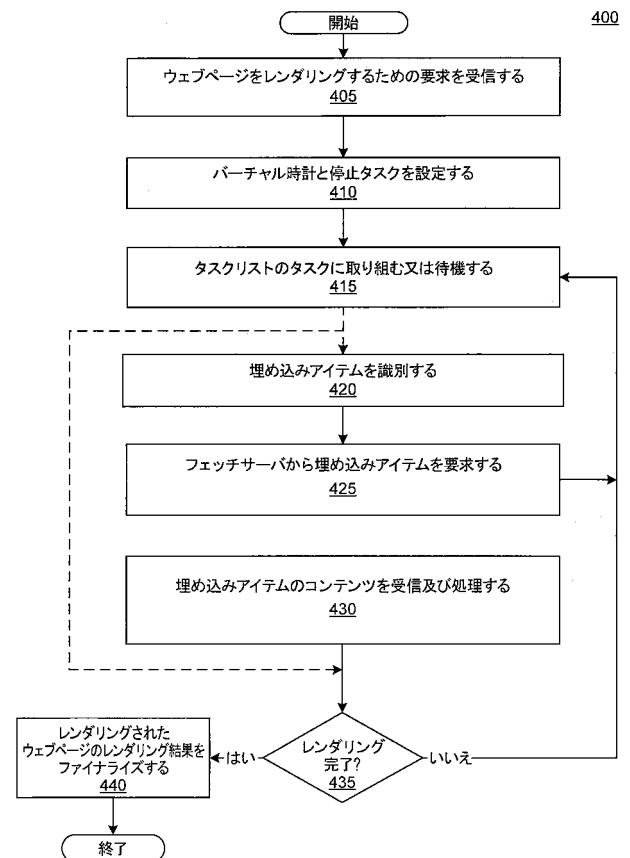 400
開始
ウェブページをレンダリングするための要求を受信する
405
バーチャル時計と停止タスクを設定する
410
タスクリストのタスクに取り組む又は待機する
415
埋め込みアイテムを識別する
420
フェッチサーバから埋め込みアイテムを要求する
425
埋め込みアイテムのコンテンツを受信及び処理する
430
レンダリング
完了?
435
はい
いいえ
レンダリングされた
ウェブページのレンダリング結果を
ファイナライズする
440
終了